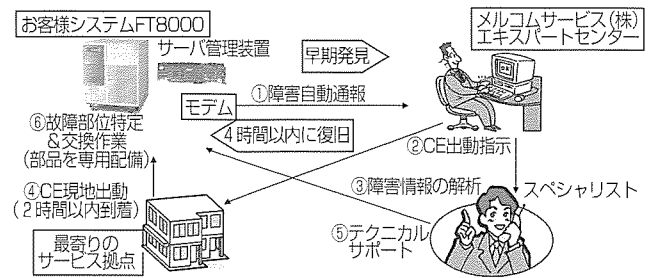 お客様システムFT8000
サーバ管理装置
早期発見
メルコムサービス(株)
エキスパートセンター
モデム
①障害自動通報
4時間以内に復旧
⑥故障部位特定
&交換作業
(部品を専用配備)
②CE出動指示
④CE現地出動
(2時間以内到着)
③障害情報の解析
スペシャリスト
⑤テクニカル
サポート
最寄りの
サービス拠点